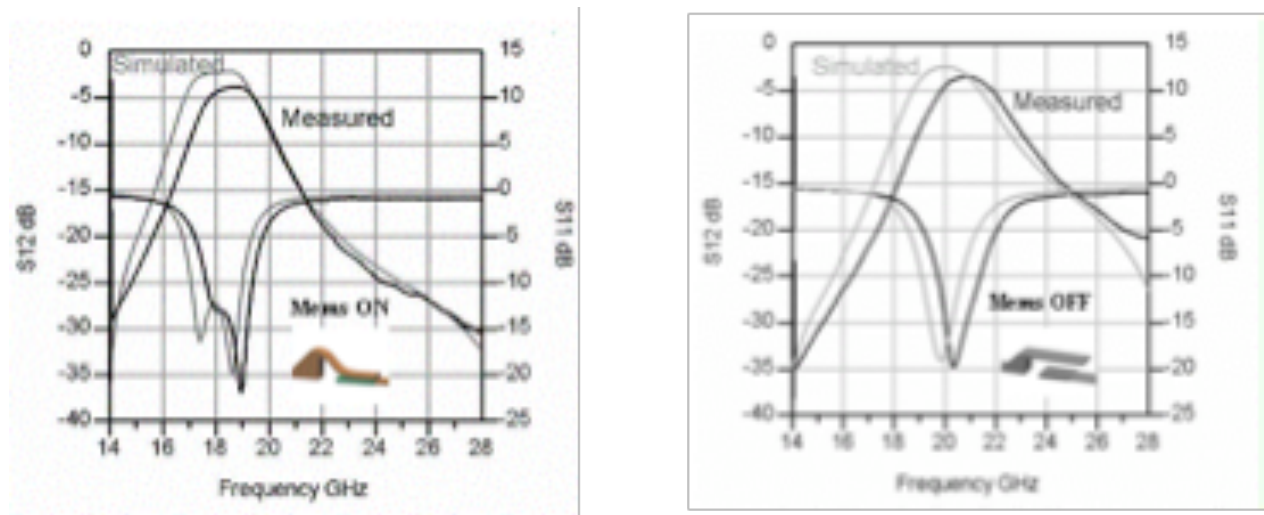 0 15
Simulated
-5 10
Measured
-10 5
-15 0
S12 dB S11 dB
-20 -5
-25 -10
Mems ON
-30 -15
-35 -20
-40 -25
14 16 18 20 22 24 26 28
Frequency GHz
0 15
Simulated
-5 10
Measured
-10 -5
-15 0
S12 dB S11 dB
-20 -5
-25 10
Mems OFF
-30 -15
-35 -20
-40 -25
14 16 18 20 22 24 26 28
Frequency GHz